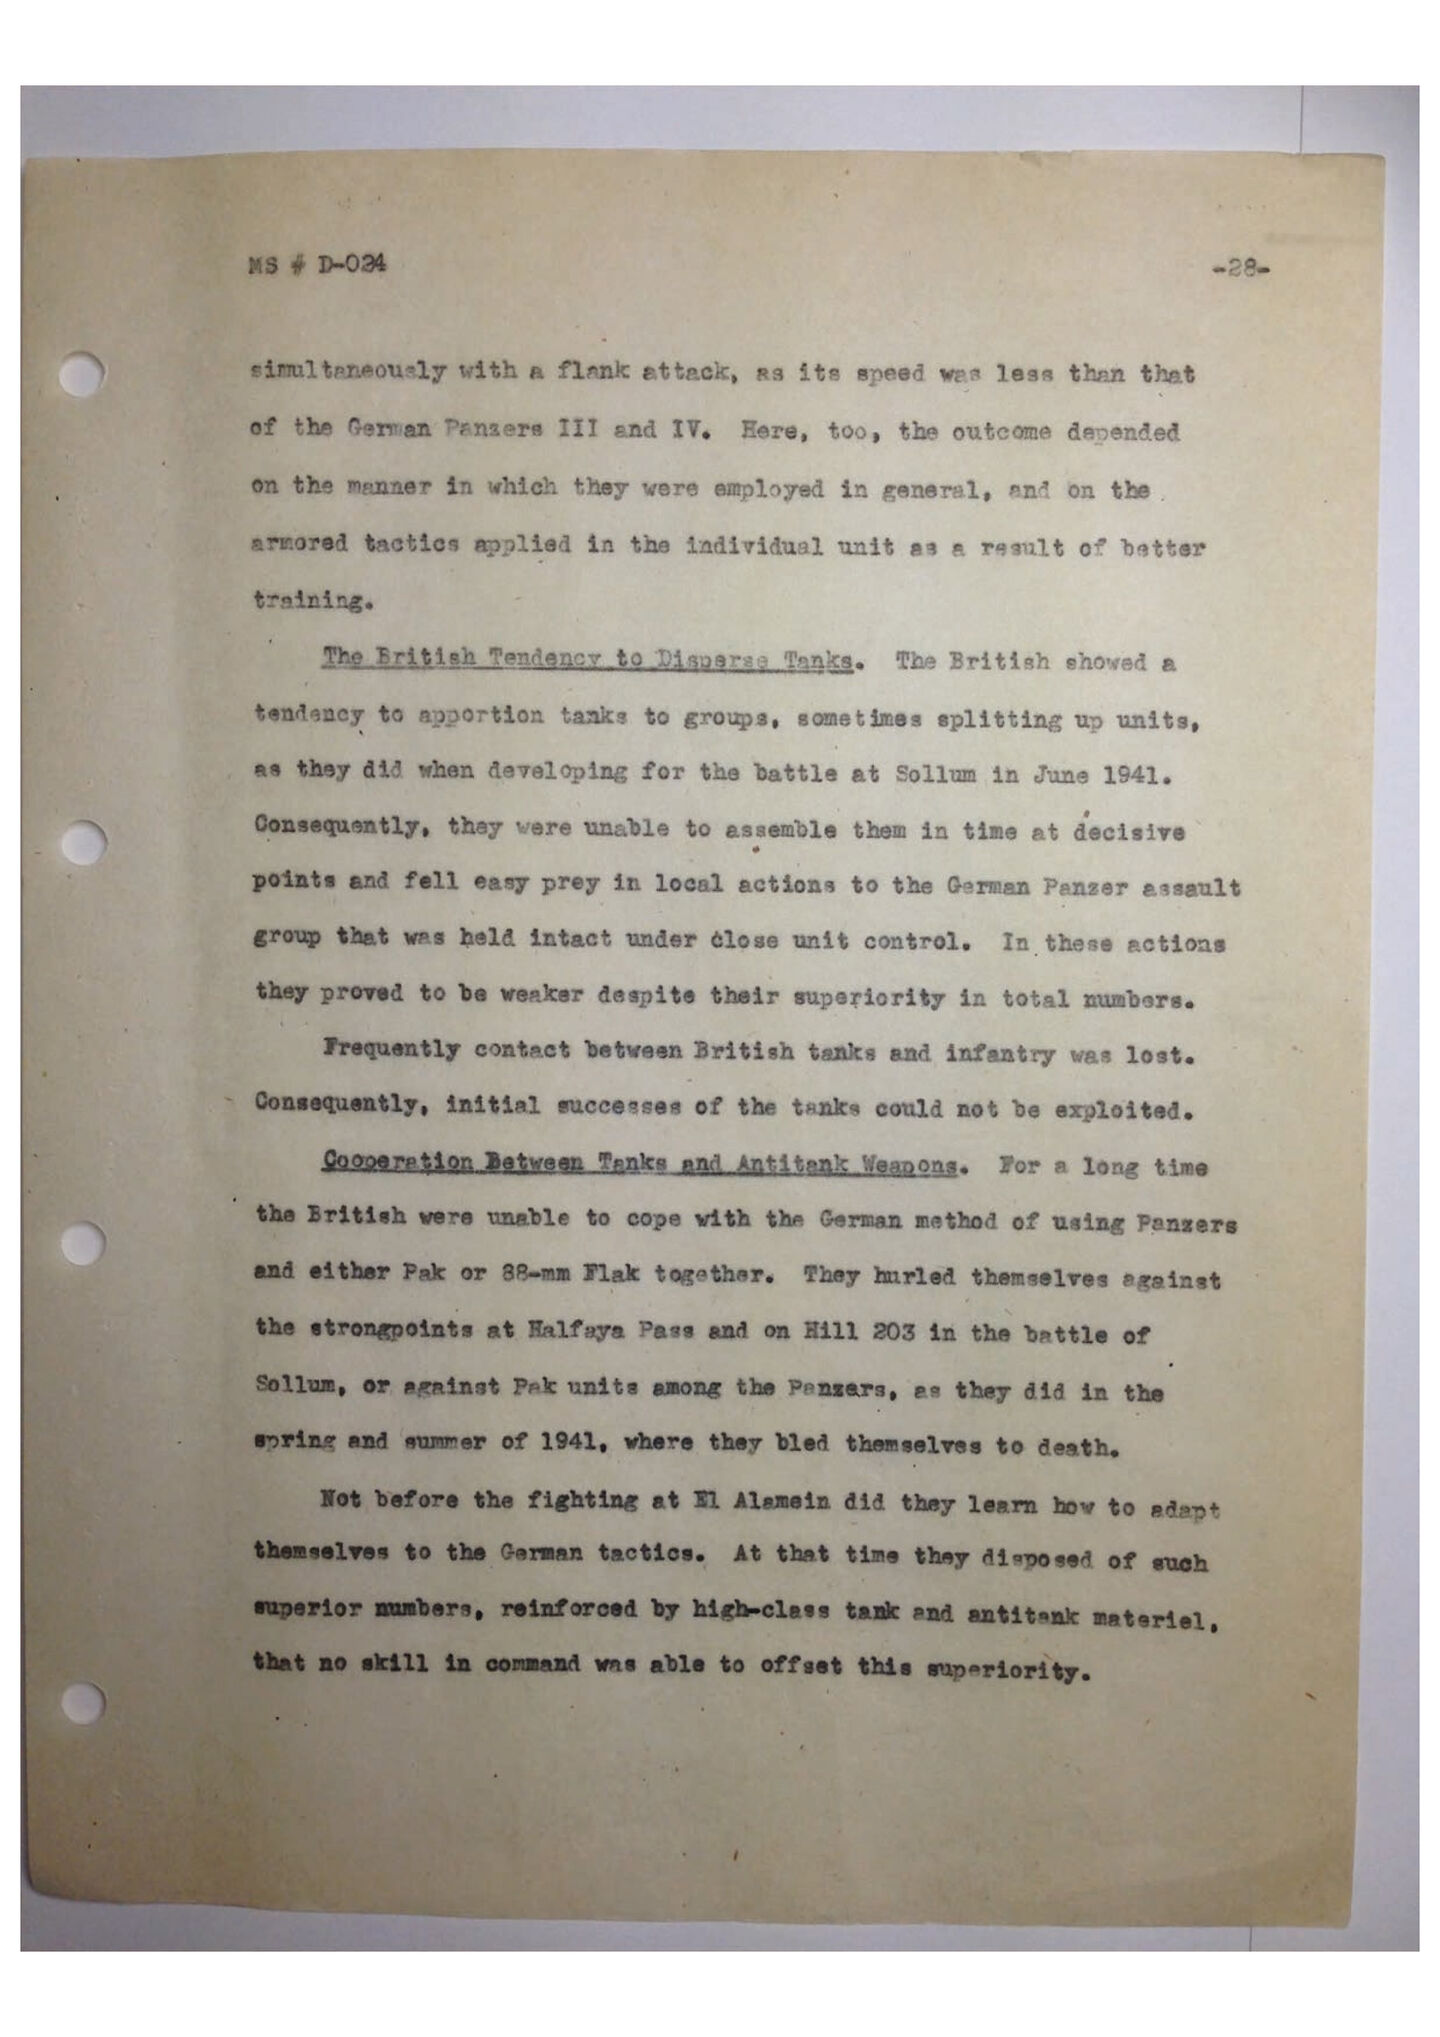 MS # D-024
-28-
simultaneously with a flank attack, as its speed was less than that
of the German Panzers III and IV. Here, too, the outcome depended
on the manner in which they were employed in general, and on the
armored tactics applied in the individual unit as a result of better
training.
The British Tendency to Disperse Tanks. The British showed a
tendency to apportion tanks to groups, sometimes splitting up units,
as they did when developing for the battle at Sollum in June 1941.
Consequently, they were unable to assemble them in time at decisive
points and fell easy prey in local actions to the German Panzer assault
group that was held intact under close unit control. In these actions
they proved to be weaker despite their superiority in total numbers.
Frequently contact between British tanks and infantry was lost.
Consequently, initial successes of the tanks could not be exploited.
Cooperation Between Tanks and Antitank Weapons. For a long time
the British were unable to cope with the German method of using Panzers
and either Pak or 88-mm Flak together. They hurled themselves against
the strongpoints at Halfaya Pass and on Hill 203 in the battle of
Sollum, or against Pak units among the Panzers, as they did in the
spring and summer of 1941, where they bled themselves to death.
Not before the fighting at El Alamein did they learn how to adapt
themselves to the German tactics. At that time they disposed of such
superior numbers, reinforced by high-class tank and antitank materiel,
that no skill in command was able to offset this superiority.